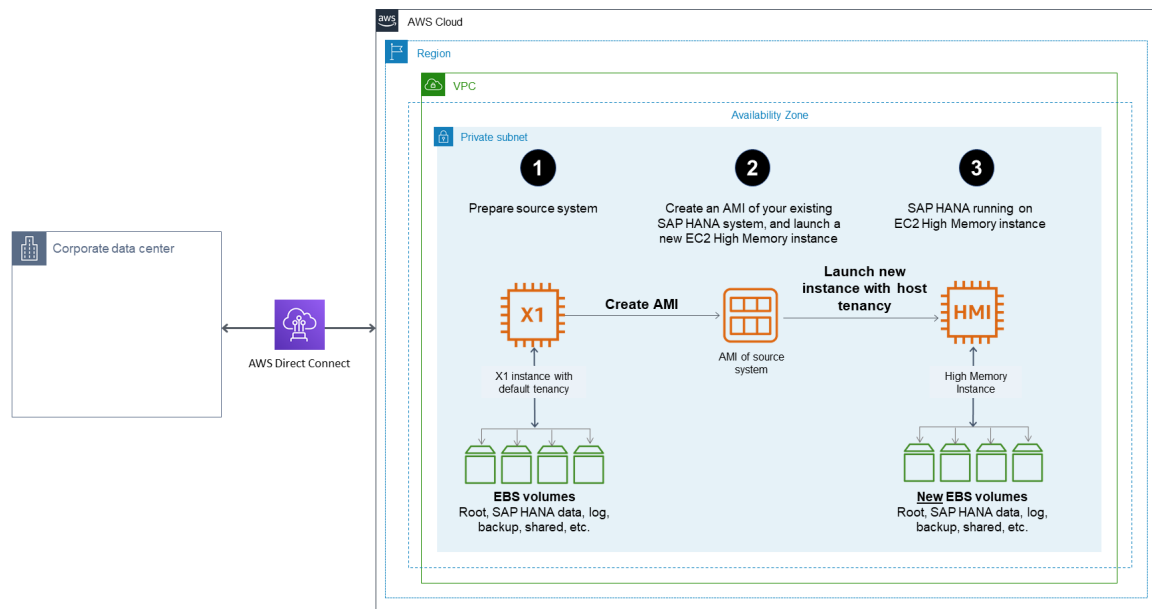 aws
AWS Cloud
Region
VPC
Availability Zone
Private subnet
1
2
3
Prepare source system
Create an AMI of your existing
SAP HANA system, and launch a
new EC2 High Memory instance
SAP HANA running on
EC2 High Memory instance
Corporate data center
AWS Direct Connect
X1
Create AMI
Launch new
instance with host
tenancy
HMI
AMI of source
system
X1 instance with
default tenancy
High Memory
Instance
EBS volumes
Root, SAP HANA data, log,
backup, shared, etc.
New EBS volumes
Root, SAP HANA data, log,
backup, shared, etc.